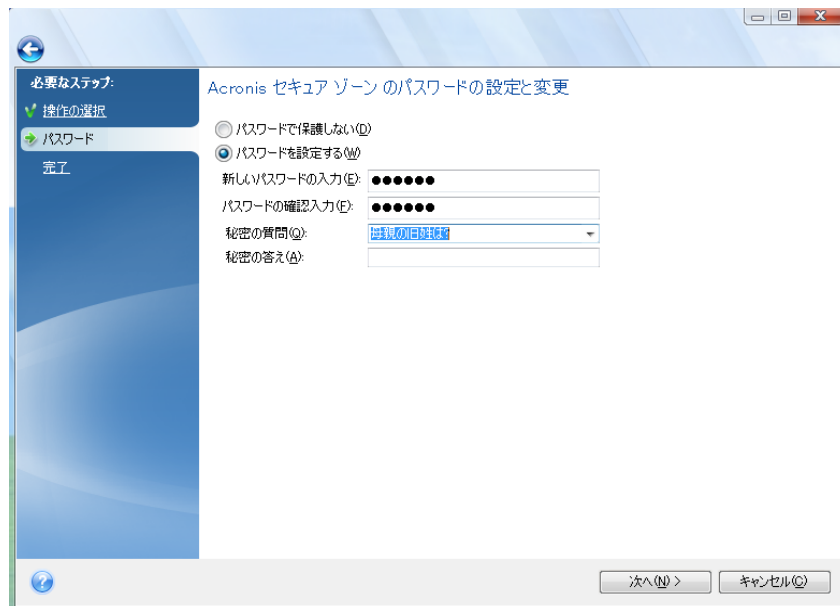 必要なステップ:
操作の選択
パスワード
完了
Acronis セキュア ゾーン のパスワードの設定と変更
パスワードで保護しない(D)
パスワードを設定する(W)
新しいパスワードの入力(E): ●●●●●●
パスワードの確認入力(F): ●●●●●●
秘密の質問(Q): 母親の旧姓は?
秘密の答え(A):
次へ(N) >
キャンセル(C)